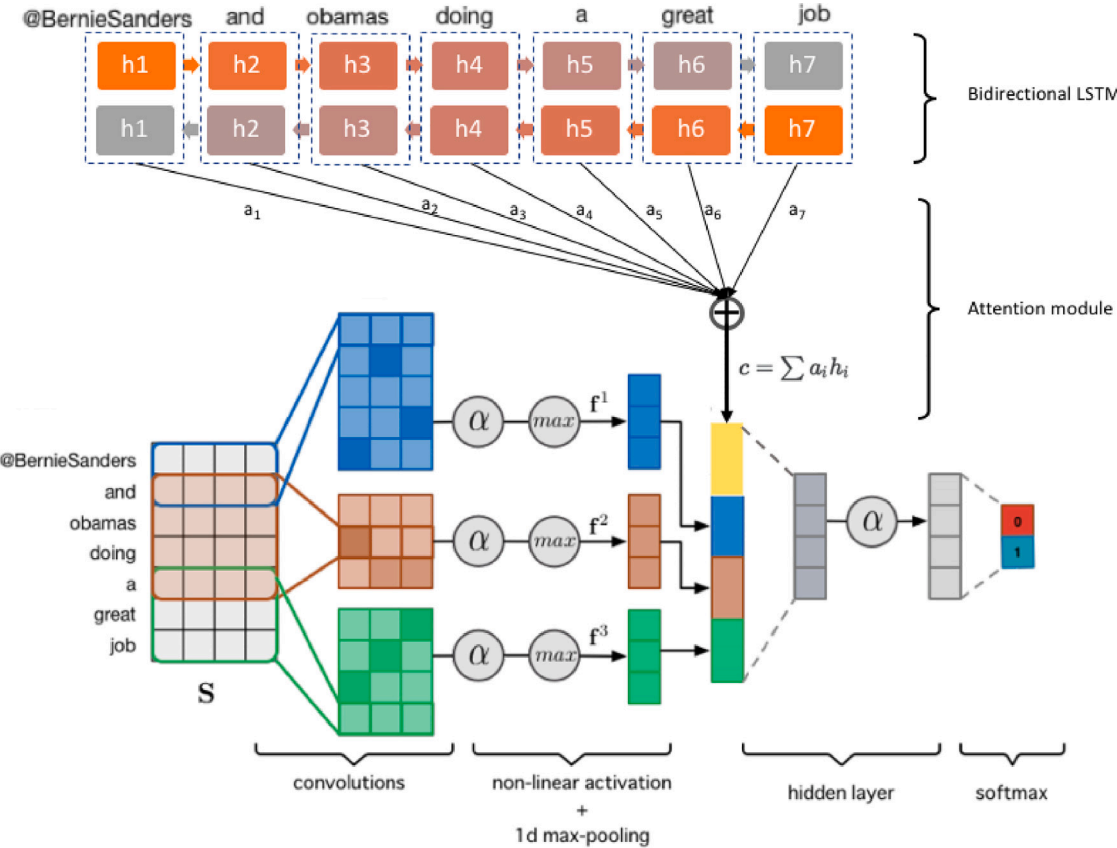 @BernieSanders and obamas doing a great job
h1 h2 h3 h4 h5 h6 h7
h1 h2 h3 h4 h5 h6 h7
Bidirectional LSTM
a1 a2 a3 a4 a5 a6 a7
Attention module
c = ∑ aihi
@BernieSanders
and
obamas
doing
a
great
job
S
α max f1
α max f2
α max f3
α
0
1
convolutions
non-linear activation
+
1d max-pooling
hidden layer
softmax